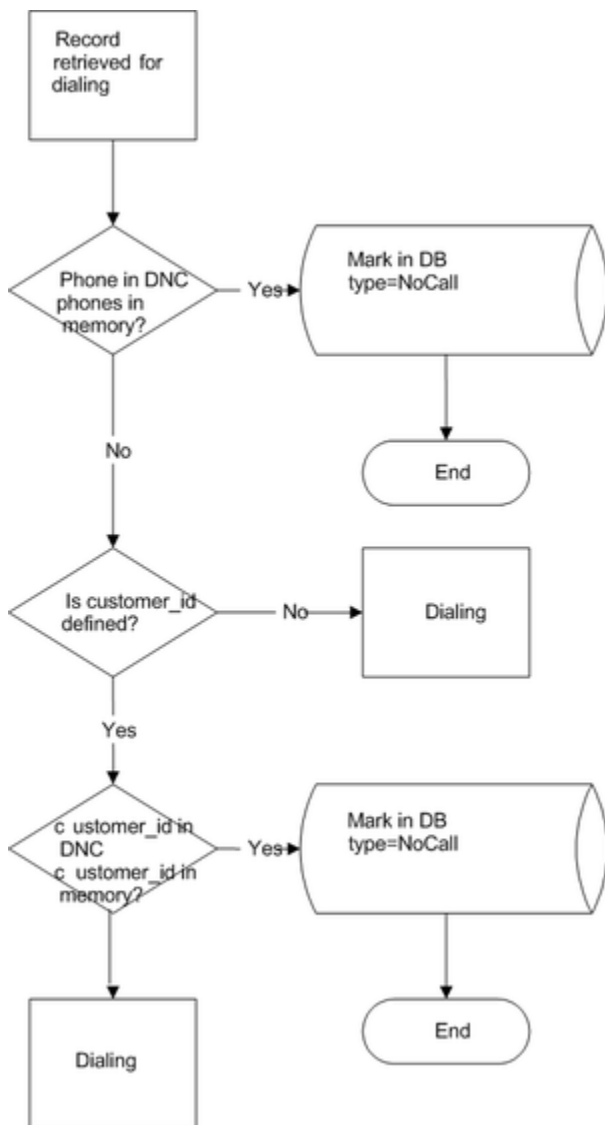 Record
retrieved for
dialing
Phone in DNC
phones in
memory?
Yes
Mark in DB
type=NoCall
End
No
Is customer_id
defined?
No
Dialing
Yes
c ustomer_id in
DNC
c ustomer_id in
memory?
Yes
Mark in DB
type=NoCall
End
Dialing